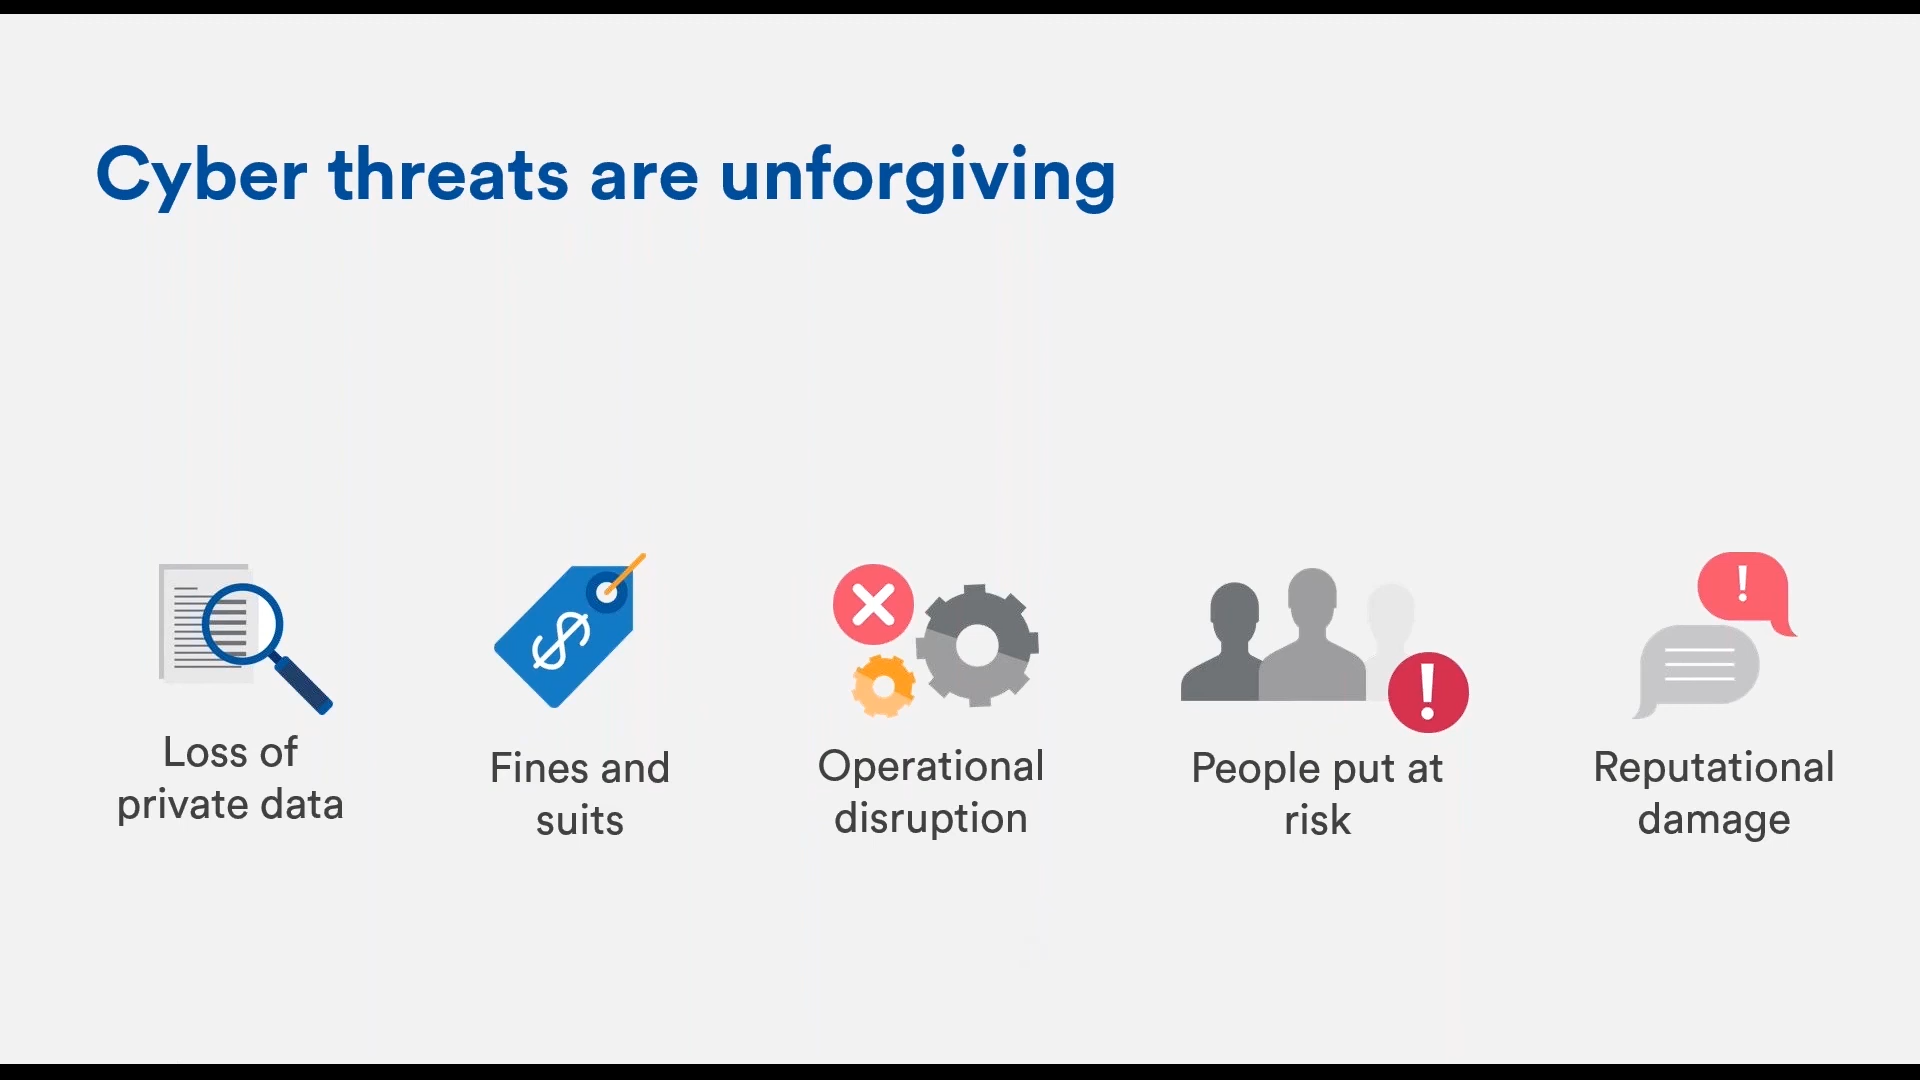 Cyber threats are unforgiving
Loss of
private data
Fines and
suits
Operational
disruption
People put at
risk
Reputational
damage